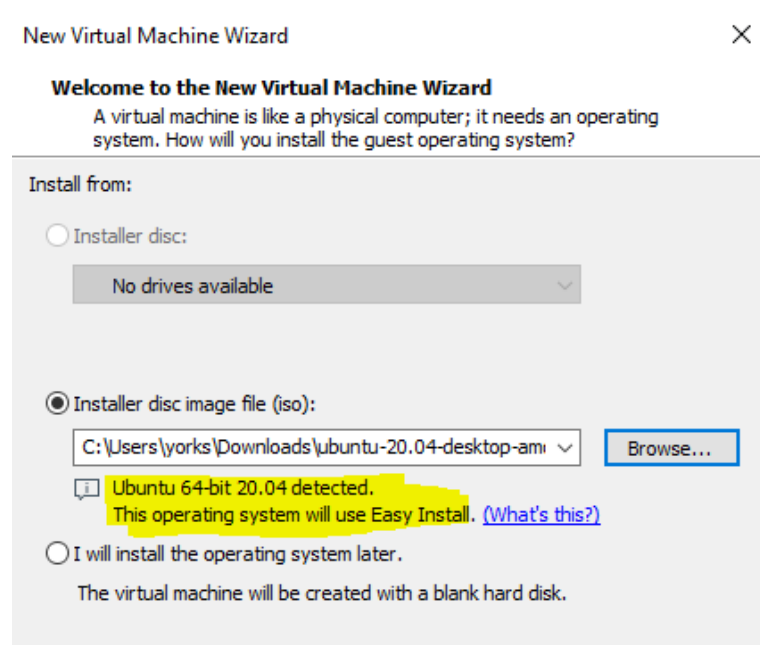 New Virtual Machine Wizard
Welcome to the New Virtual Machine Wizard
A virtual machine is like a physical computer; it needs an operating
system. How will you install the guest operating system?
Install from:
Installer disc:
No drives available
Installer disc image file (iso):
C:\Users\yorks\Downloads\ubuntu-20.04-desktop-am
Browse...
Ubuntu 64-bit 20.04 detected.
This operating system will use Easy Install. (What's this?)
I will install the operating system later.
The virtual machine will be created with a blank hard disk.